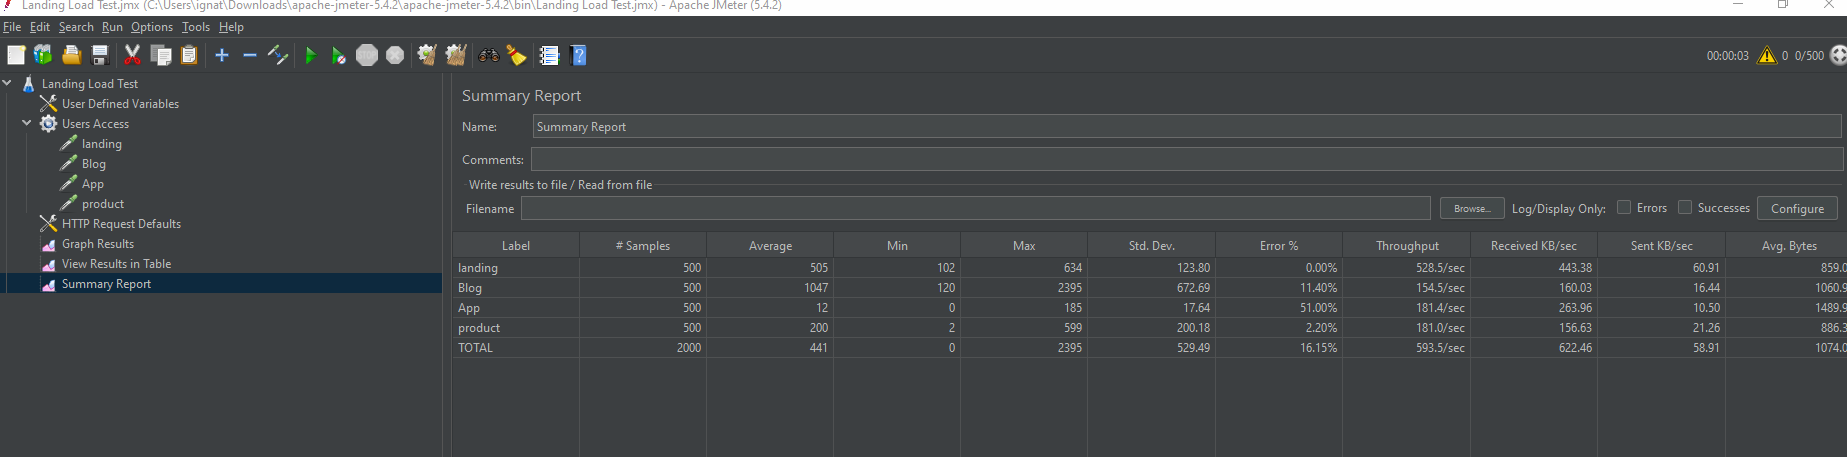 Landing Load Test.jmx (C:\Users\ignat\Downloads\apache-jmeter-5.4.2\apache-jmeter-5.4.2\bin\Landing Load Test.jmx) - Apache JMeter (5.4.2)
File Edit Search Run Options Tools Help
00:00:03 0 0/500
Landing Load Test
User Defined Variables
Users Access
landing
Blog
App
product
HTTP Request Defaults
Graph Results
View Results in Table
Summary Report
Summary Report
Name: Summary Report
Comments:
Write results to file / Read from file
Filename Browse... Log/Display Only: Errors Successes Configure
Label # Samples Average Min Max Std. Dev. Error % Throughput Received KB/sec Sent KB/sec Avg. Bytes
landing 500 505 102 634 123.80 0.00% 528.5/sec 443.38 60.91 859.0
Blog 500 1047 120 2395 672.69 11.40% 154.5/sec 160.03 16.44 1060.9
App 500 12 0 185 17.64 51.00% 181.4/sec 263.96 10.50 1489.9
product 500 200 2 599 200.18 2.20% 181.0/sec 156.63 21.26 886.3
TOTAL 2000 441 0 2395 529.49 16.15% 593.5/sec 622.46 58.91 1074.0